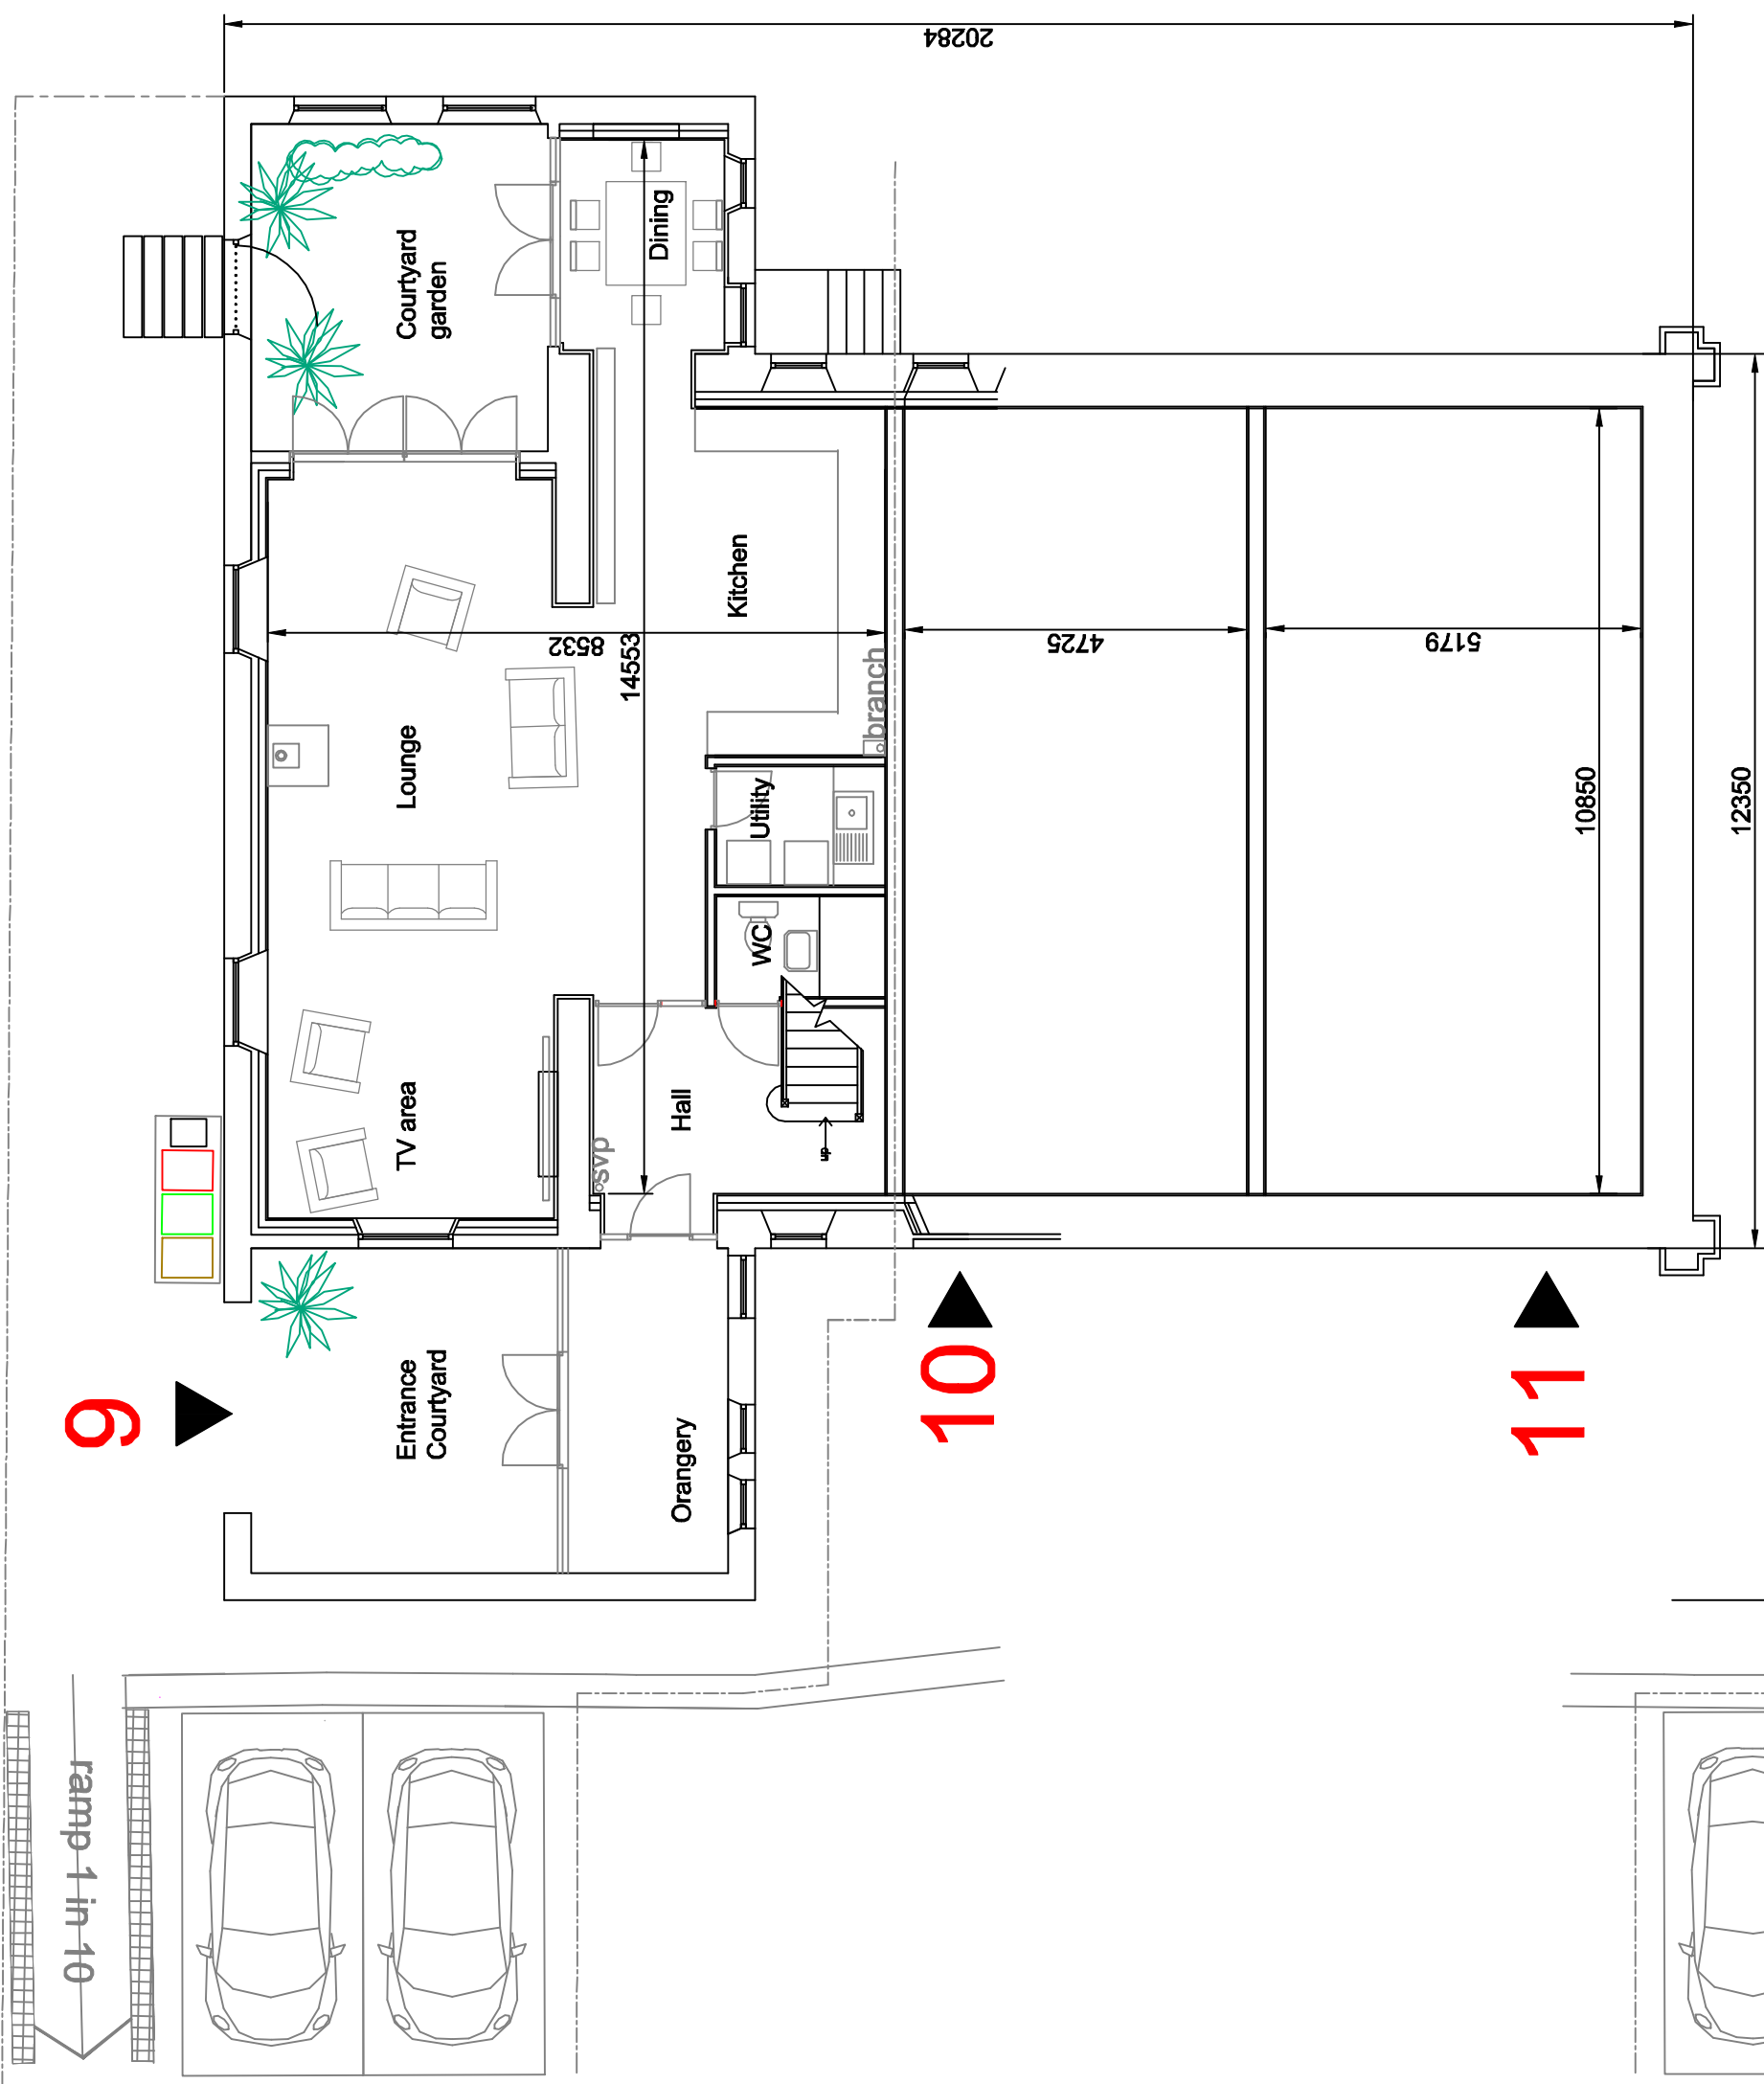 20284
Courtyard
garden
Dining
Kitchen
8532
14553
branch
4725
5179
Lounge
Utility
10850
12350
WC
TV area
Hall
svp
up
9
Entrance
Courtyard
Orangery
10
11
ramp 1 in 10